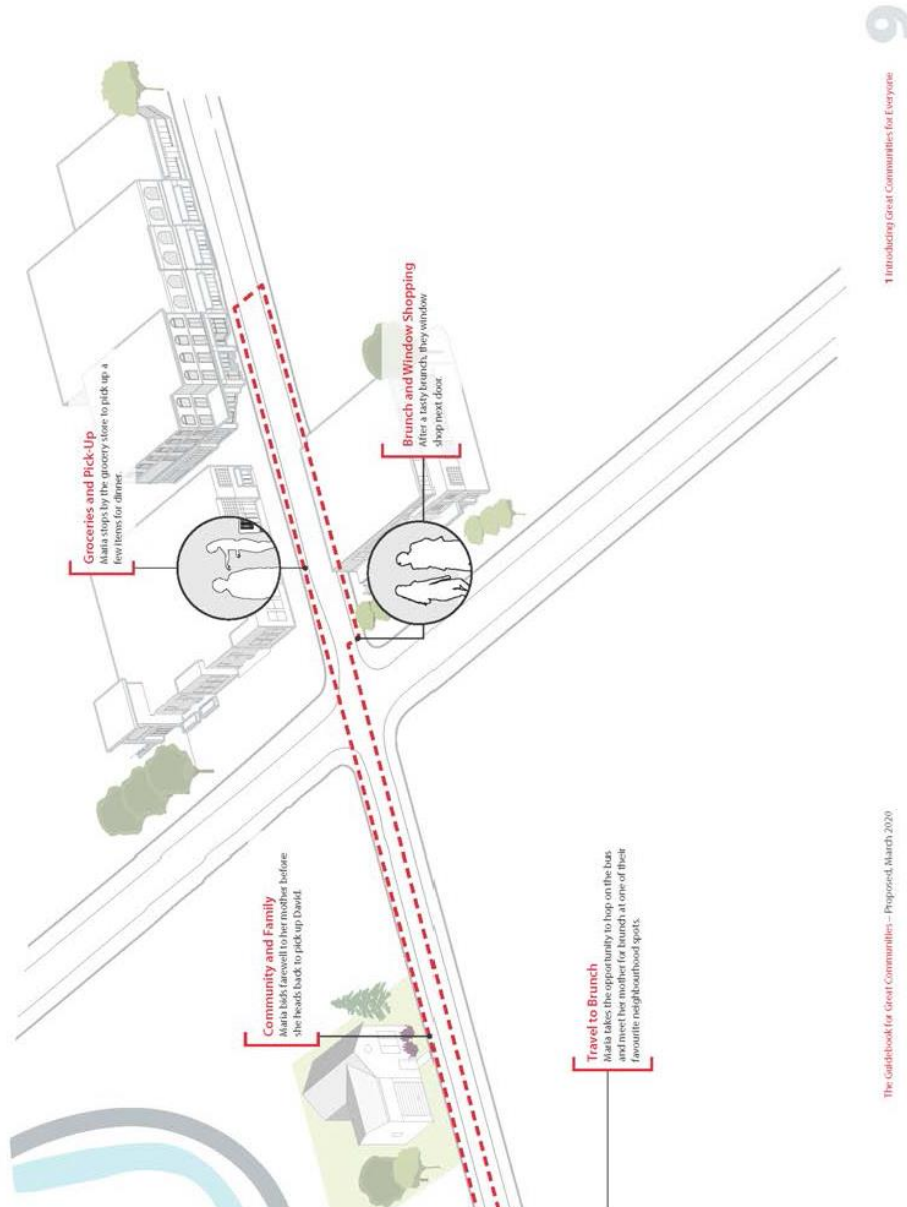 Groceries and Pick-Up
Maria stops by the grocery store to pick up a
few items for dinner.
Community and Family
Maria bids farewell to her mother before
she heads back to pick up David.
Brunch and Window Shopping
After a tasty brunch, they window
shop next door.
Travel to Brunch
Maria takes the opportunity to hop on the bus
and meet her mother for brunch at one of their
favourite neighbourhood spots.
The Guidebook for Great Communities – Proposed, March 2020
1 Introducing Great Communities for Everyone
9